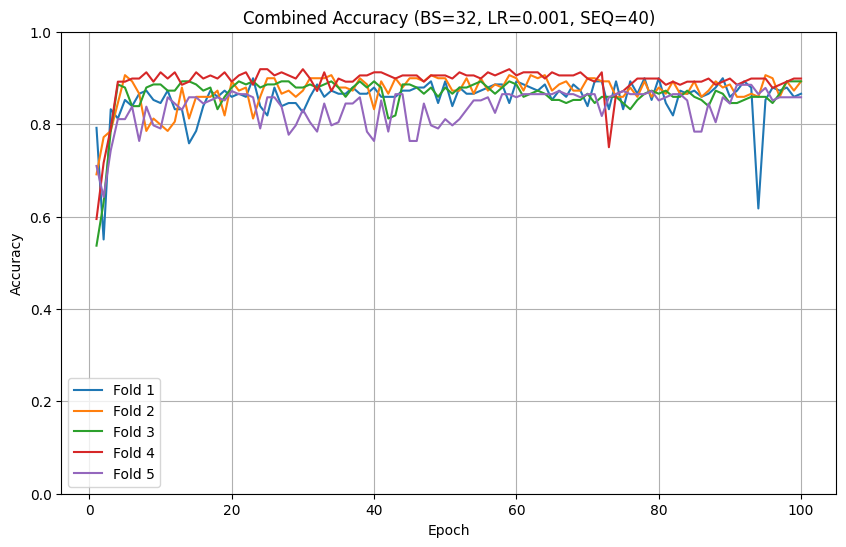 Combined Accuracy (BS=32, LR=0.001, SEQ=40)
1.0
0.8
0.6
0.4
0.2
0.0
Accuracy
Fold 1
Fold 2
Fold 3
Fold 4
Fold 5
0 20 40 60 80 100
Epoch